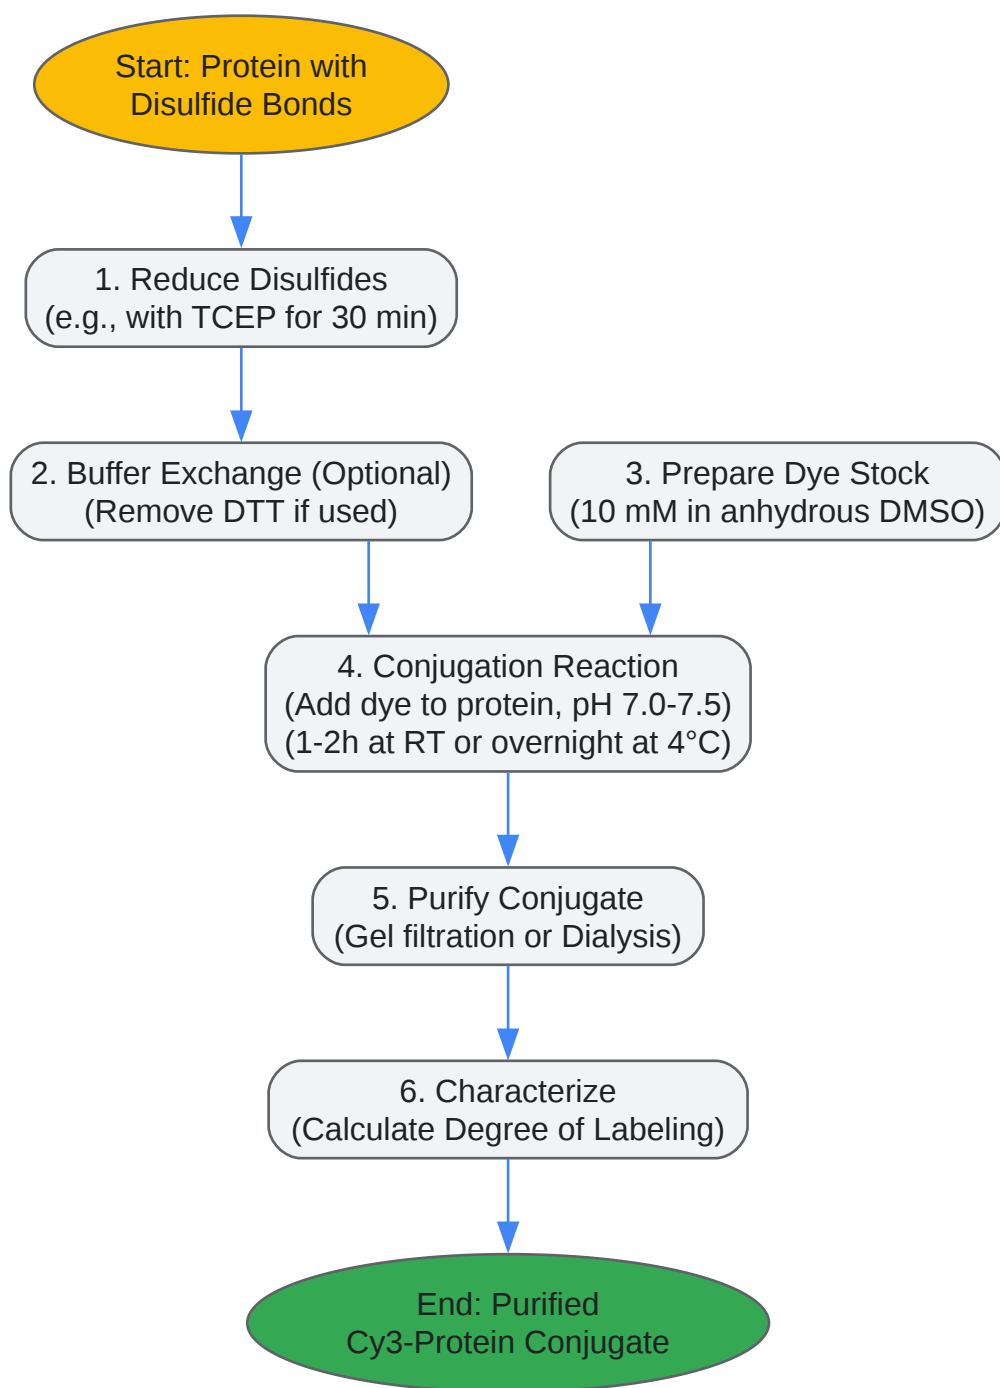 Start: Protein with
Disulfide Bonds
1. Reduce Disulfides
(e.g., with TCEP for 30 min)
2. Buffer Exchange (Optional)
(Remove DTT if used)
3. Prepare Dye Stock
(10 mM in anhydrous DMSO)
4. Conjugation Reaction
(Add dye to protein, pH 7.0-7.5)
(1-2h at RT or overnight at 4°C)
5. Purify Conjugate
(Gel filtration or Dialysis)
6. Characterize
(Calculate Degree of Labeling)
End: Purified
Cy3-Protein Conjugate